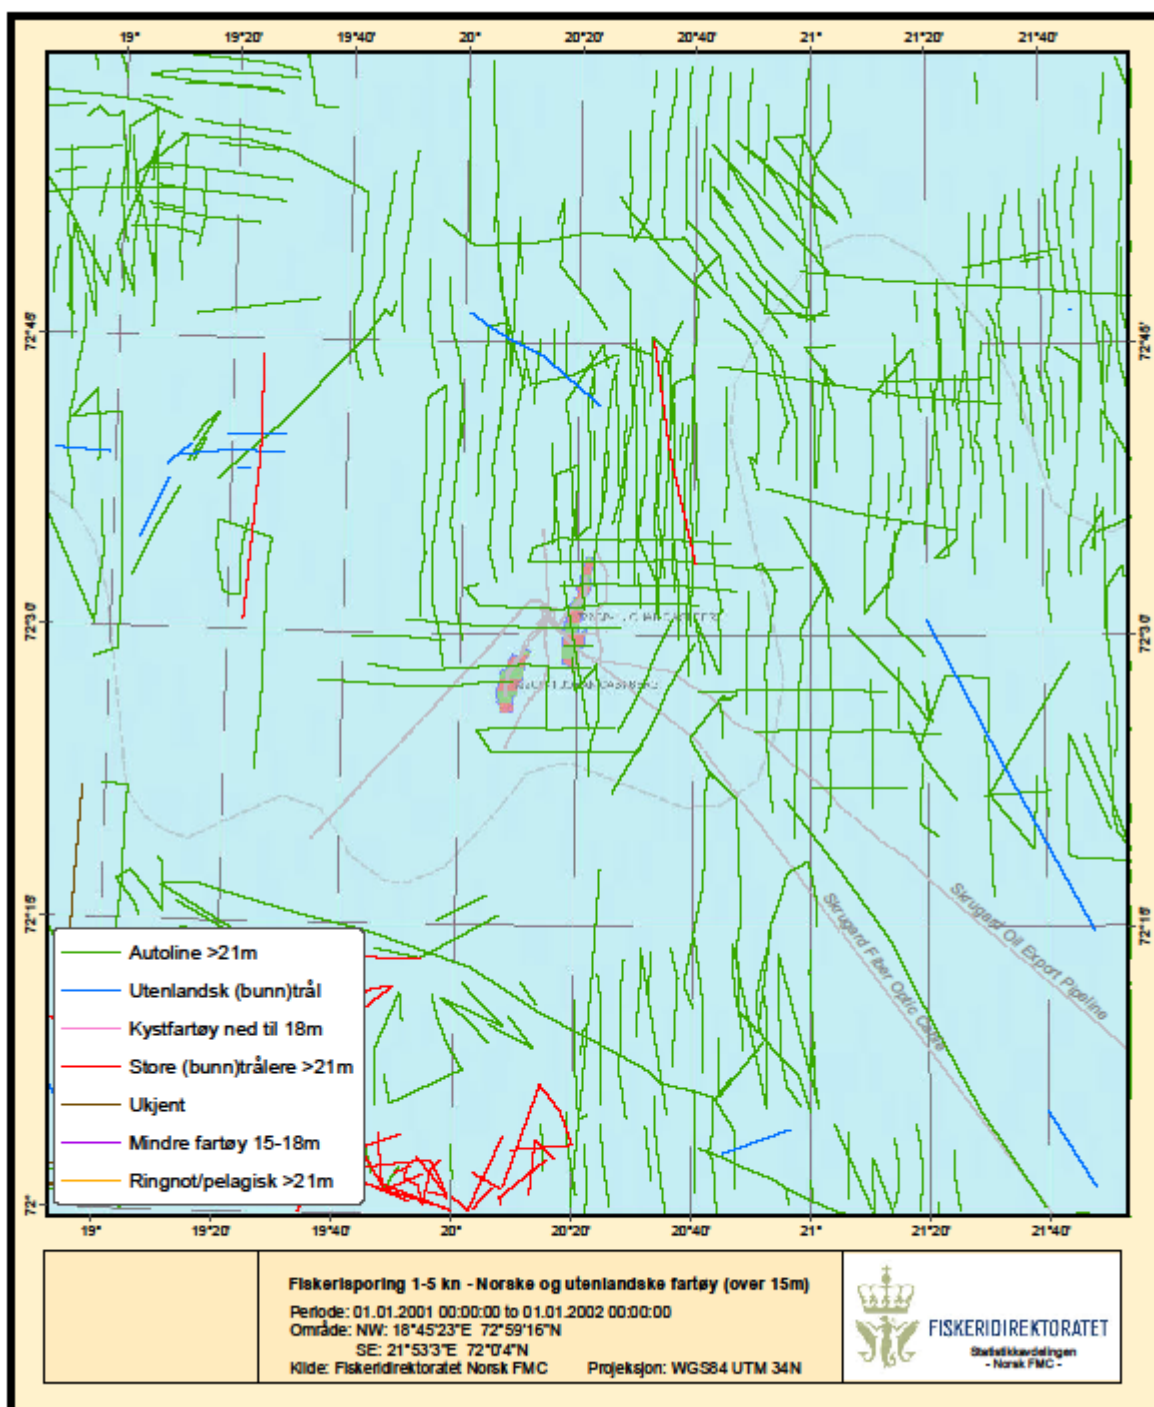 19° 19°20' 19°40' 20° 20°20' 20°40' 21° 21°20' 21°40'
72°45' 72°45'
72°30' 72°30'
Skrugard Oil Export Pipeline
Skrugard Fiber Optic Cable
72°15' 72°15'
Autoline >21m
Utenlandsk (bunn)trål
Kystfartøy ned til 18m
Store (bunn)trålere >21m
Ukjent
Mindre fartøy 15-18m
Ringnot/pelagisk >21m
72° 72°
19° 19°20' 19°40' 20° 20°20' 20°40' 21° 21°20' 21°40'
Fiskerisporing 1-5 kn - Norske og utenlandske fartøy (over 15m)
Periode: 01.01.2001 00:00:00 to 01.01.2002 00:00:00
Område: NW: 18°45'23"E 72°59'16"N
SE: 21°53'3"E 72°0'4"N
Kilde: Fiskeridirektoratet Norsk FMC Projeksjon: WGS84 UTM 34N
FISKERIDIREKTORATET
Statistikkavdelingen
- Norsk FMC -